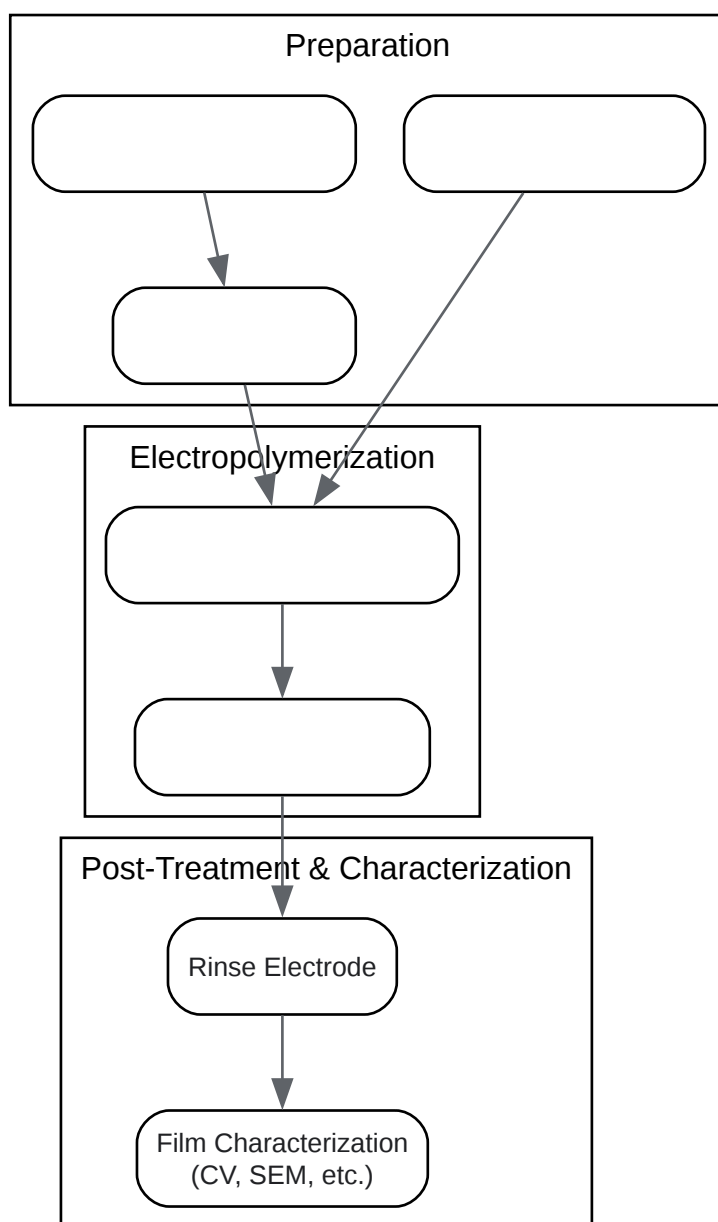 Preparation
Electropolymerization
Post-Treatment & Characterization
Rinse Electrode
Film Characterization
(CV, SEM, etc.)